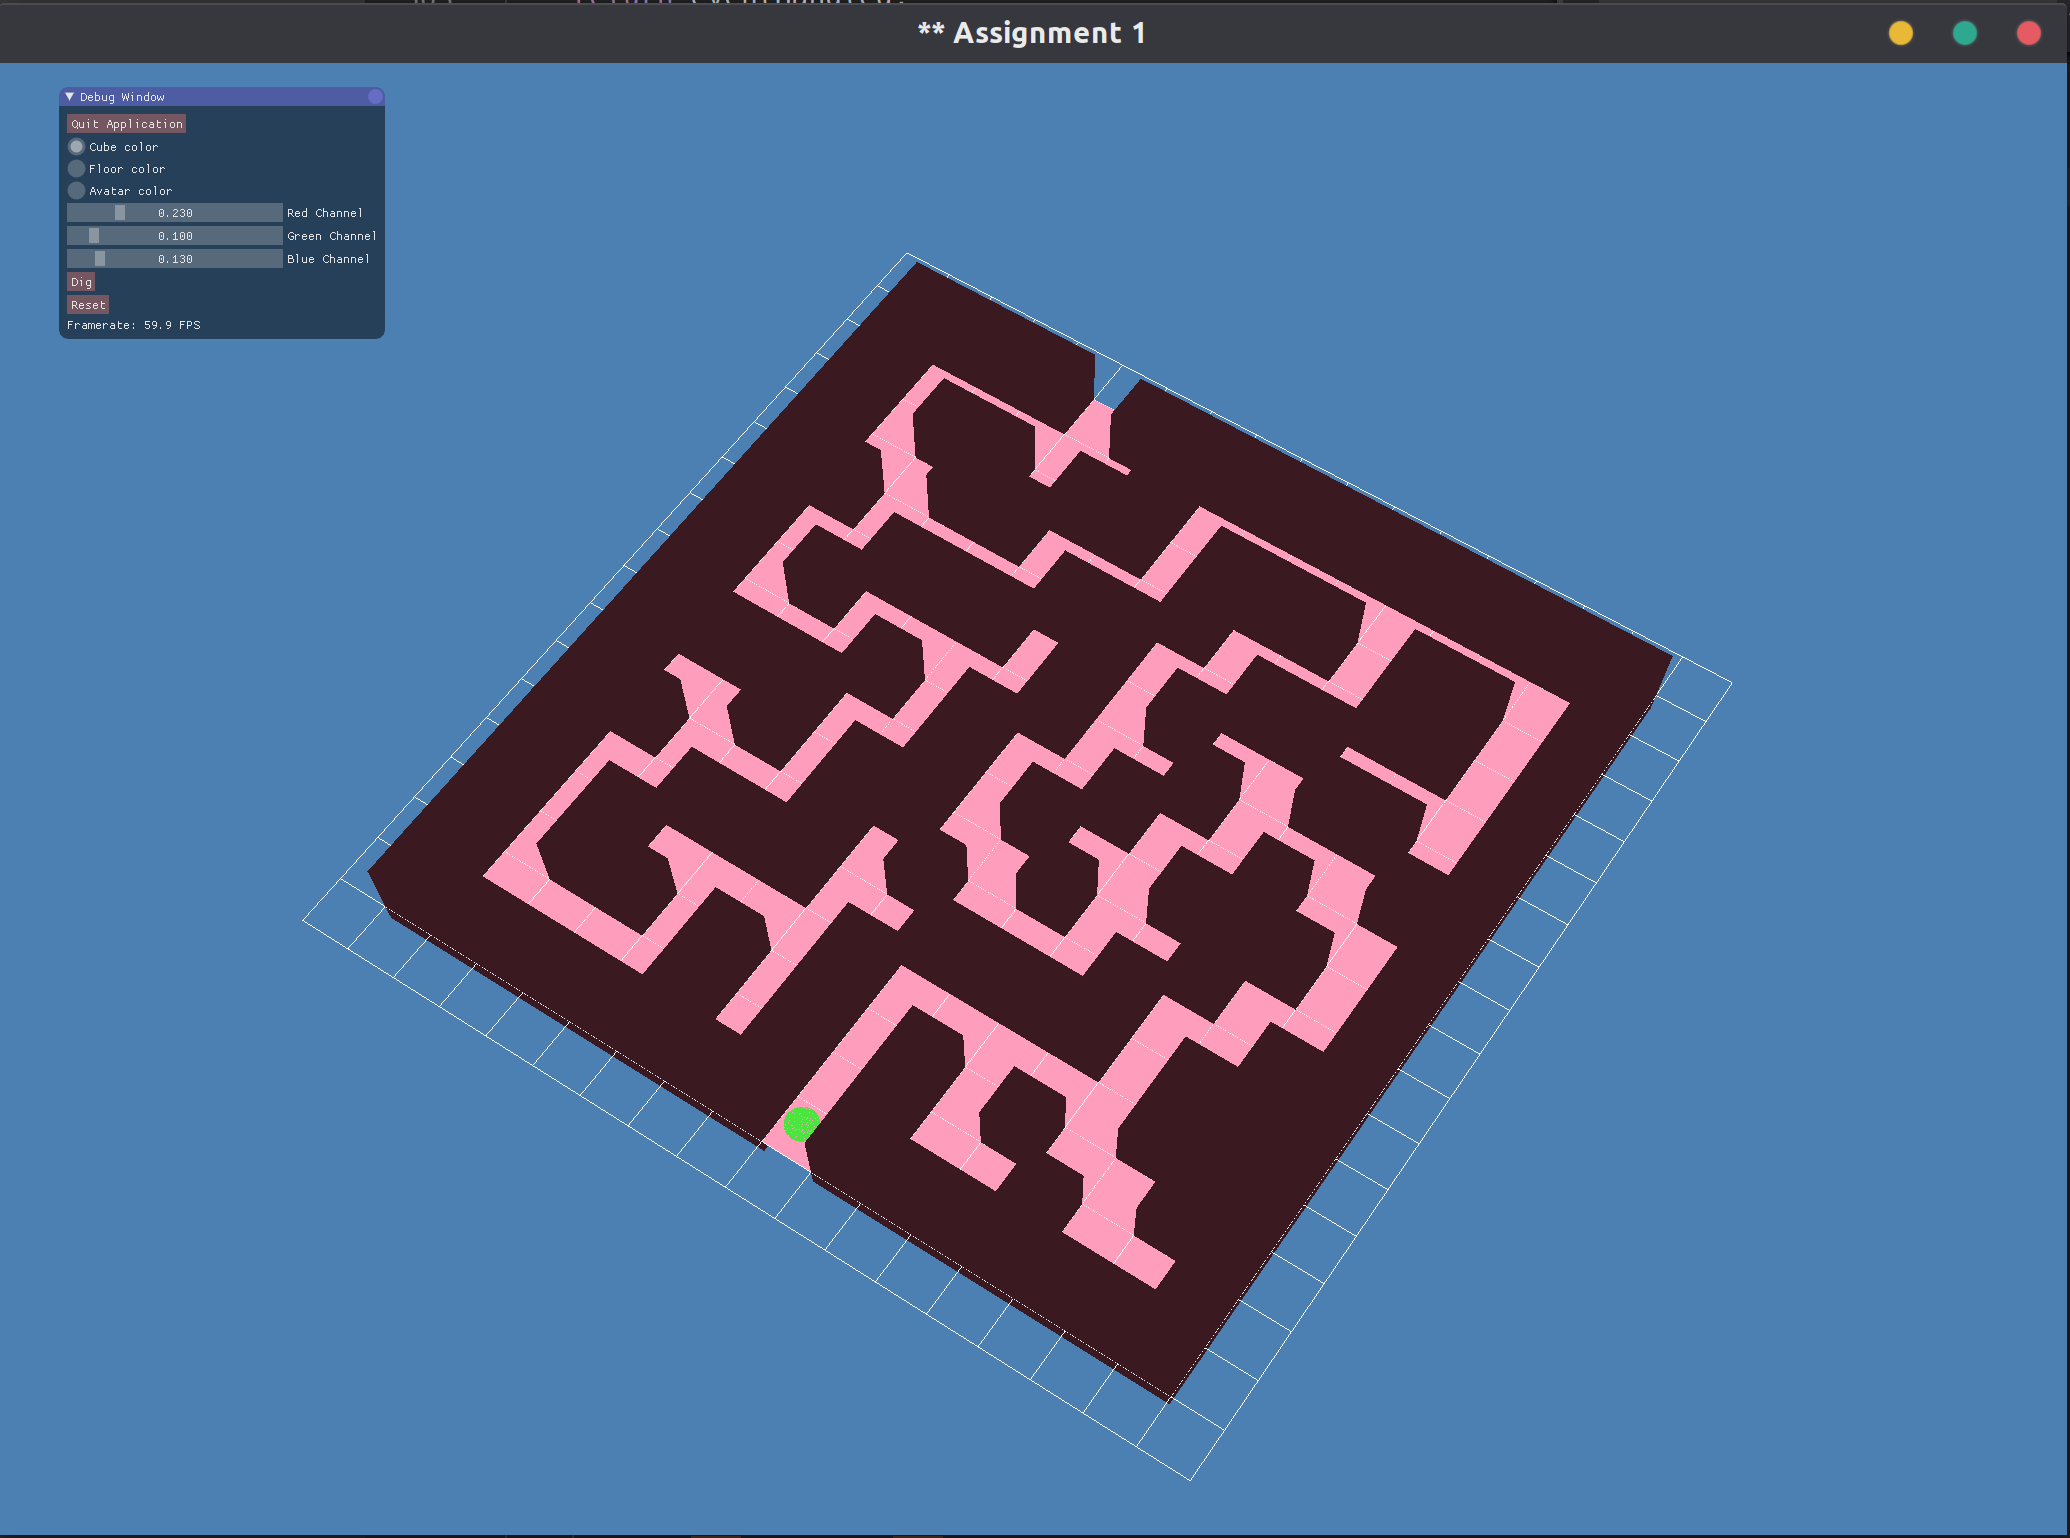 ** Assignment 1
Debug Window
Quit Application
Cube color
Floor color
Avatar color
0.230 Red Channel
0.100 Green Channel
0.130 Blue Channel
Dig
Reset
Framerate: 59.9 FPS